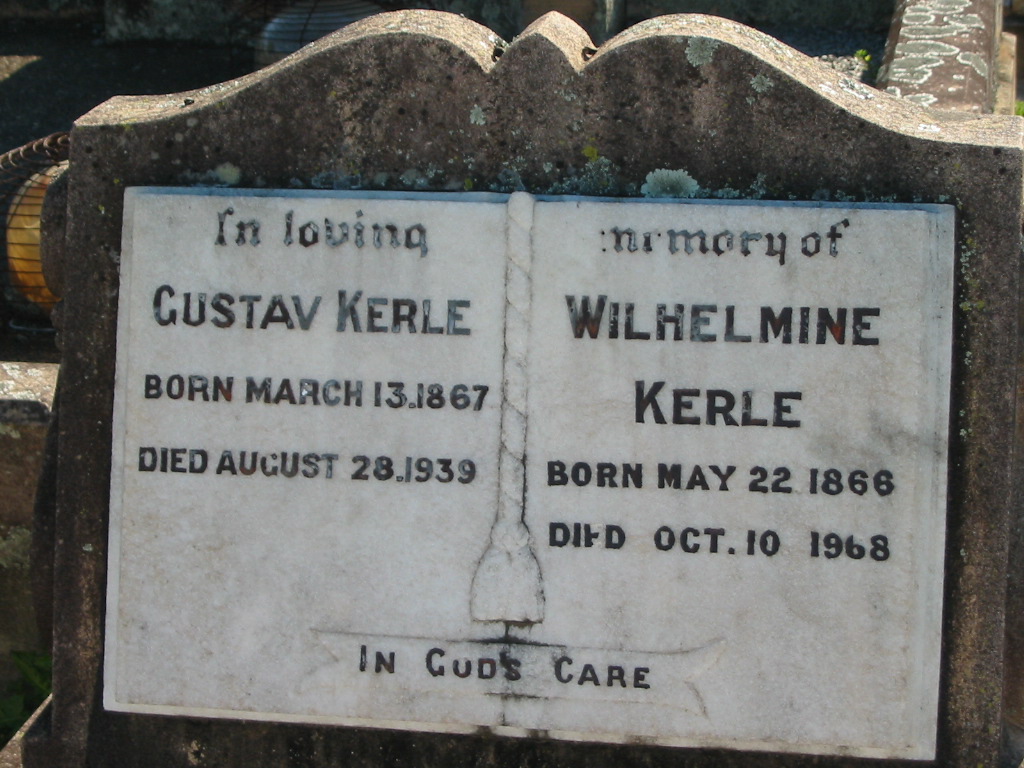 In loving memory of
GUSTAV KERLE
BORN MARCH 13.1867
DIED AUGUST 28.1939
WILHELMINE
KERLE
BORN MAY 22 1866
DIED OCT. 10 1968
IN GOD'S CARE